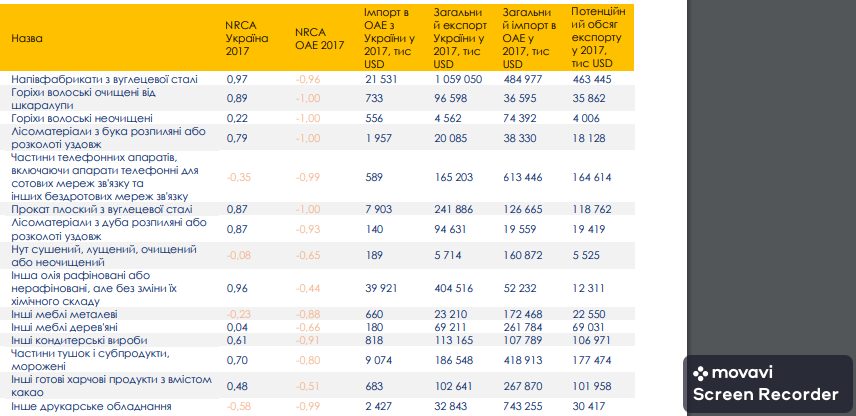 Назва NRCA Україна 2017 NRCA ОАЕ 2017 Імпорт в ОАЕ з України у 2017, тис USD Загальний експорт України у 2017, тис USD Загальний імпорт в ОАЕ у 2017, тис USD Потенційний обсяг експорту у 2017, тис USD
Напівфабрикати з вуглецевої сталі 0,97 -0,96 21 531 1 059 050 484 977 463 445
Горіхи волоські очищені від
шкаралупи 0,89 -1,00 733 96 598 36 595 35 862
Горіхи волоські неочищені 0,22 -1,00 556 4 562 74 392 4 006
Лісоматеріали з бука розпиляні або
розколоті уздовж 0,79 -1,00 1 957 20 085 38 330 18 128
Частини телефонних апаратів,
включаючи апарати телефонні для
сотових мереж зв'язку та
інших бездротових мереж зв'язку -0,35 -0,99 589 165 203 613 446 164 614
Прокат плоский з вуглецевої сталі 0,87 -1,00 7 903 241 886 126 665 118 762
Лісоматеріали з дуба розпиляні або
розколоті уздовж 0,87 -0,93 140 94 631 19 559 19 419
Нут сушений, лущений, очищений
або неочищений -0,08 -0,65 189 5 714 160 872 5 525
Інша олія рафіновані або
нерафіновані, але без зміни їх
хімічного складу 0,96 -0,44 39 921 404 516 52 232 12 311
Інші меблі металеві -0,23 -0,88 660 23 210 172 468 22 550
Інші меблі дерев'яні 0,04 -0,66 180 69 211 261 784 69 031
Інші кондитерські вироби 0,61 -0,91 818 113 165 107 789 106 971
Частини тушок і субпродукти,
морожені 0,70 -0,80 9 074 186 548 418 913 177 474
Інші готові харчові продукти з вмістом
какао 0,48 -0,51 683 102 641 267 870 101 958
Інше друкарське обладнання -0,58 -0,99 2 427 32 843 743 255 30 417
movavi
Screen Recorder